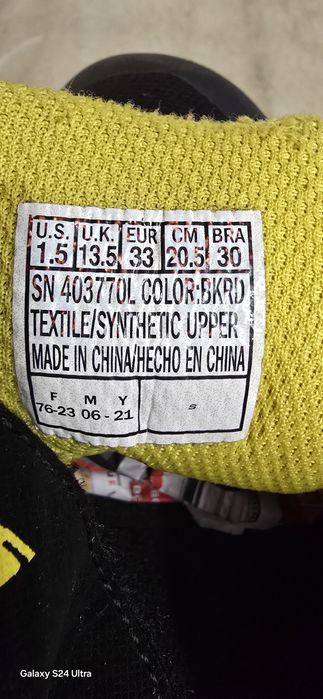 U.S. U.K. EUR CM BRA
1.5 13.5 33 20.5 30
SN 403770L COLOR:BKRD
TEXTILE/SYNTHETIC UPPER
MADE IN CHINA/HECHO EN CHINA
F M Y
76-23 06-21
S
Galaxy S24 Ultra